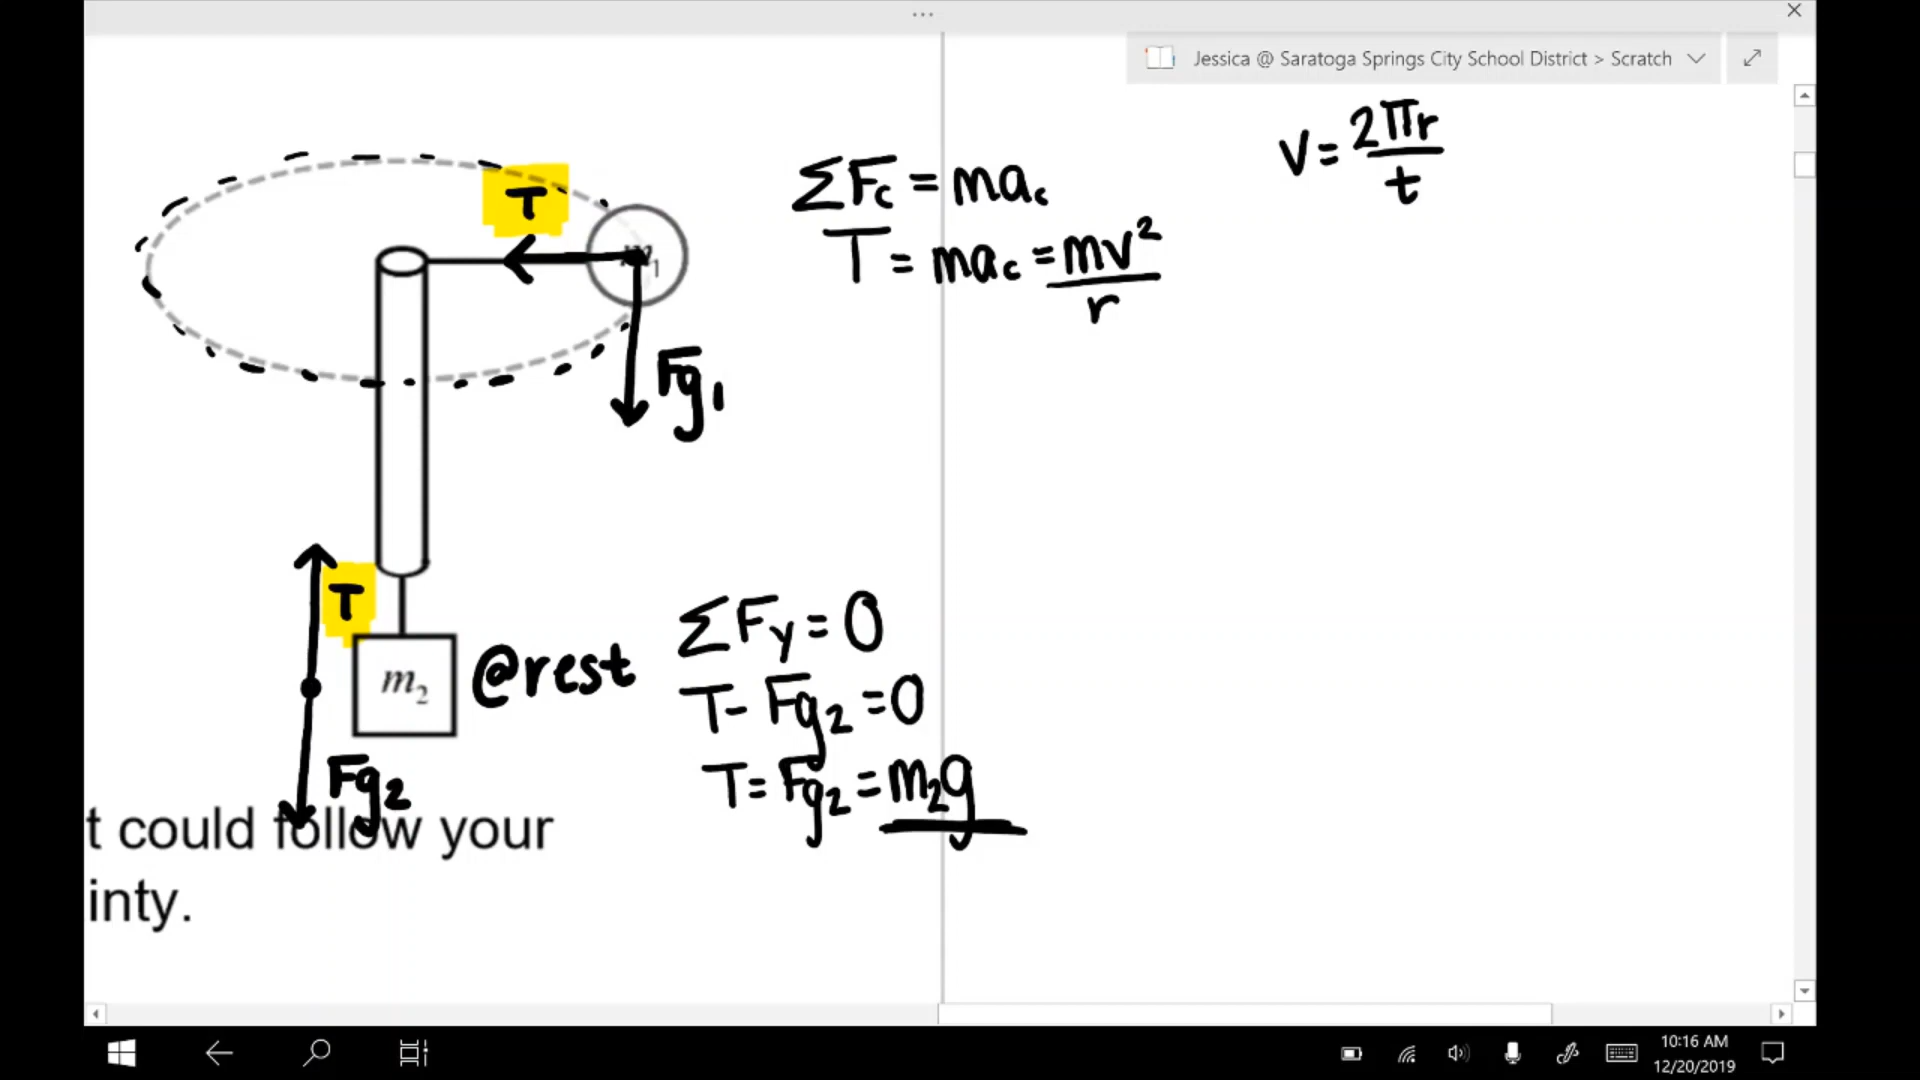 Jessica @ Saratoga Springs City School District > Scratch
V = 2πr / t
ΣFc = mac
T = mac = mv² / r
T
1
Fg1
T
m2
@rest
Fg2
ΣFy = 0
T - Fg2 = 0
T = Fg2 = m2g
t could follow your
inty.
10:16 AM
12/20/2019